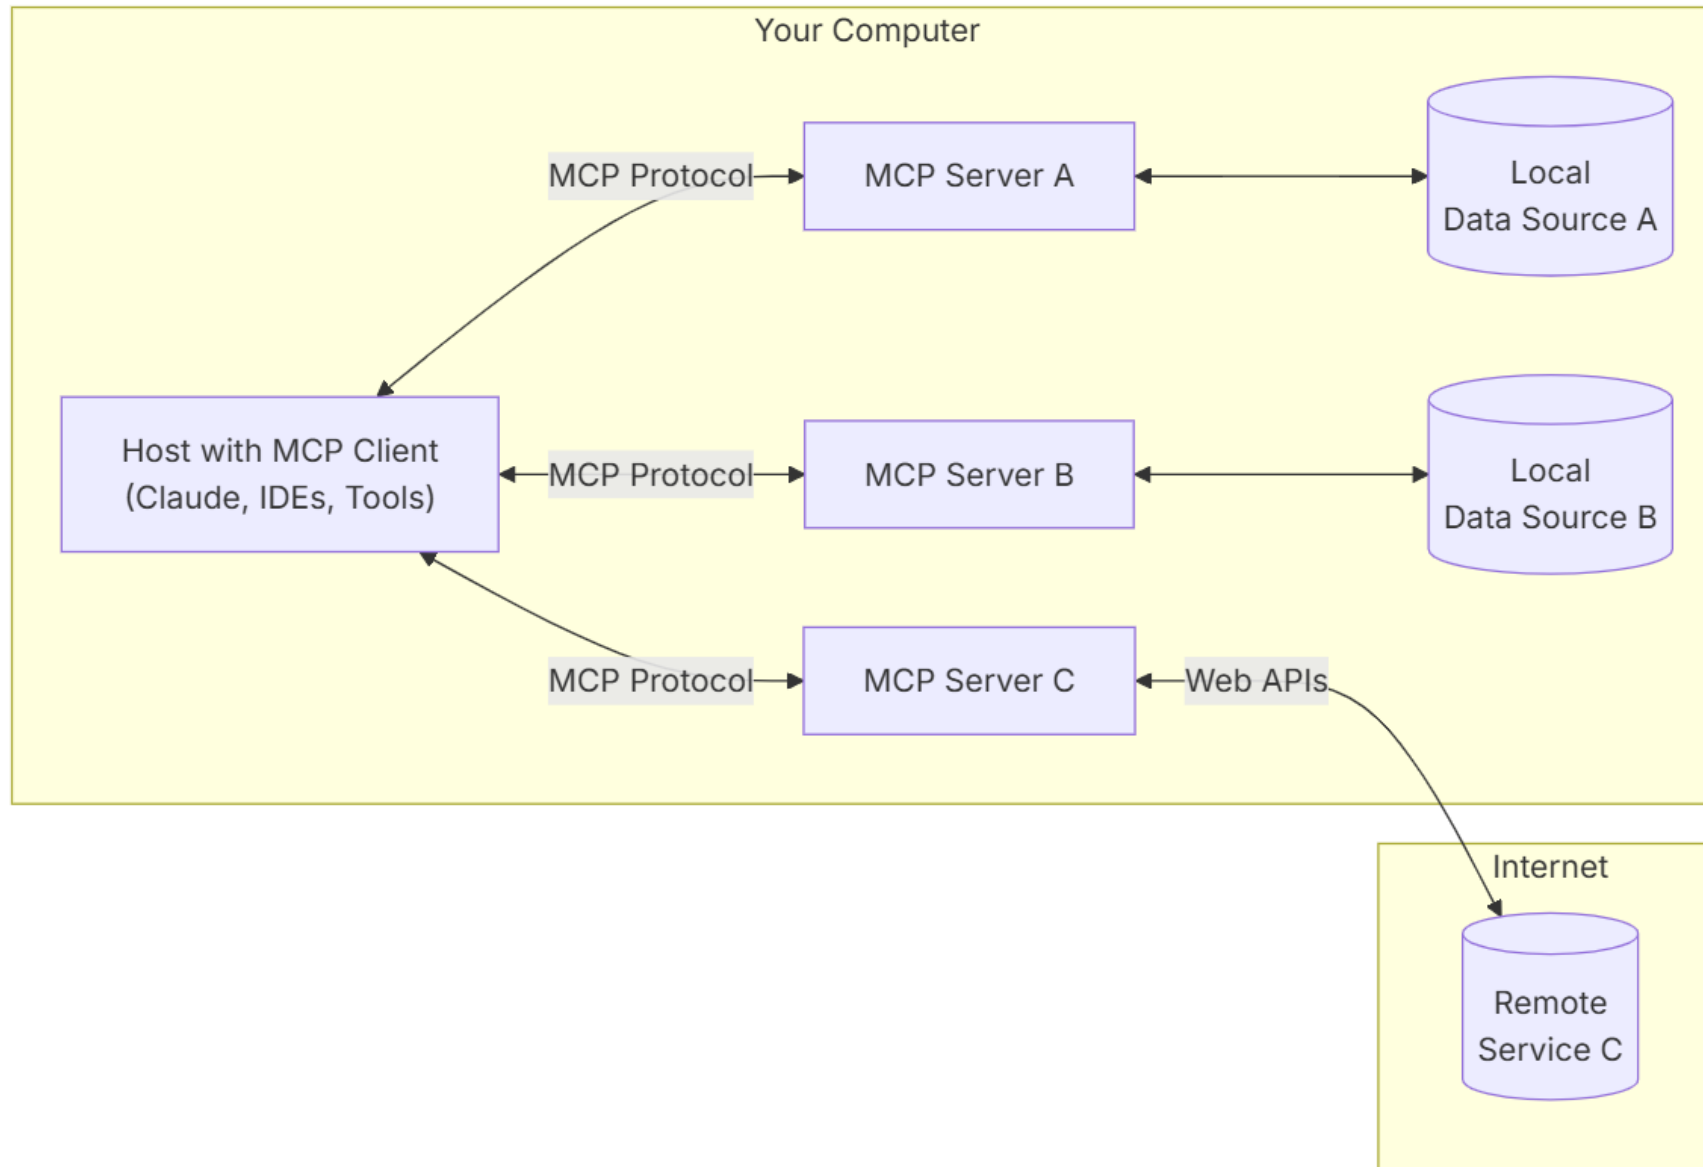 Your Computer
MCP Protocol
MCP Server A
Local
Data Source A
Host with MCP Client
(Claude, IDEs, Tools)
MCP Protocol
MCP Server B
Local
Data Source B
MCP Protocol
MCP Server C
Web APIs
Internet
Remote
Service C